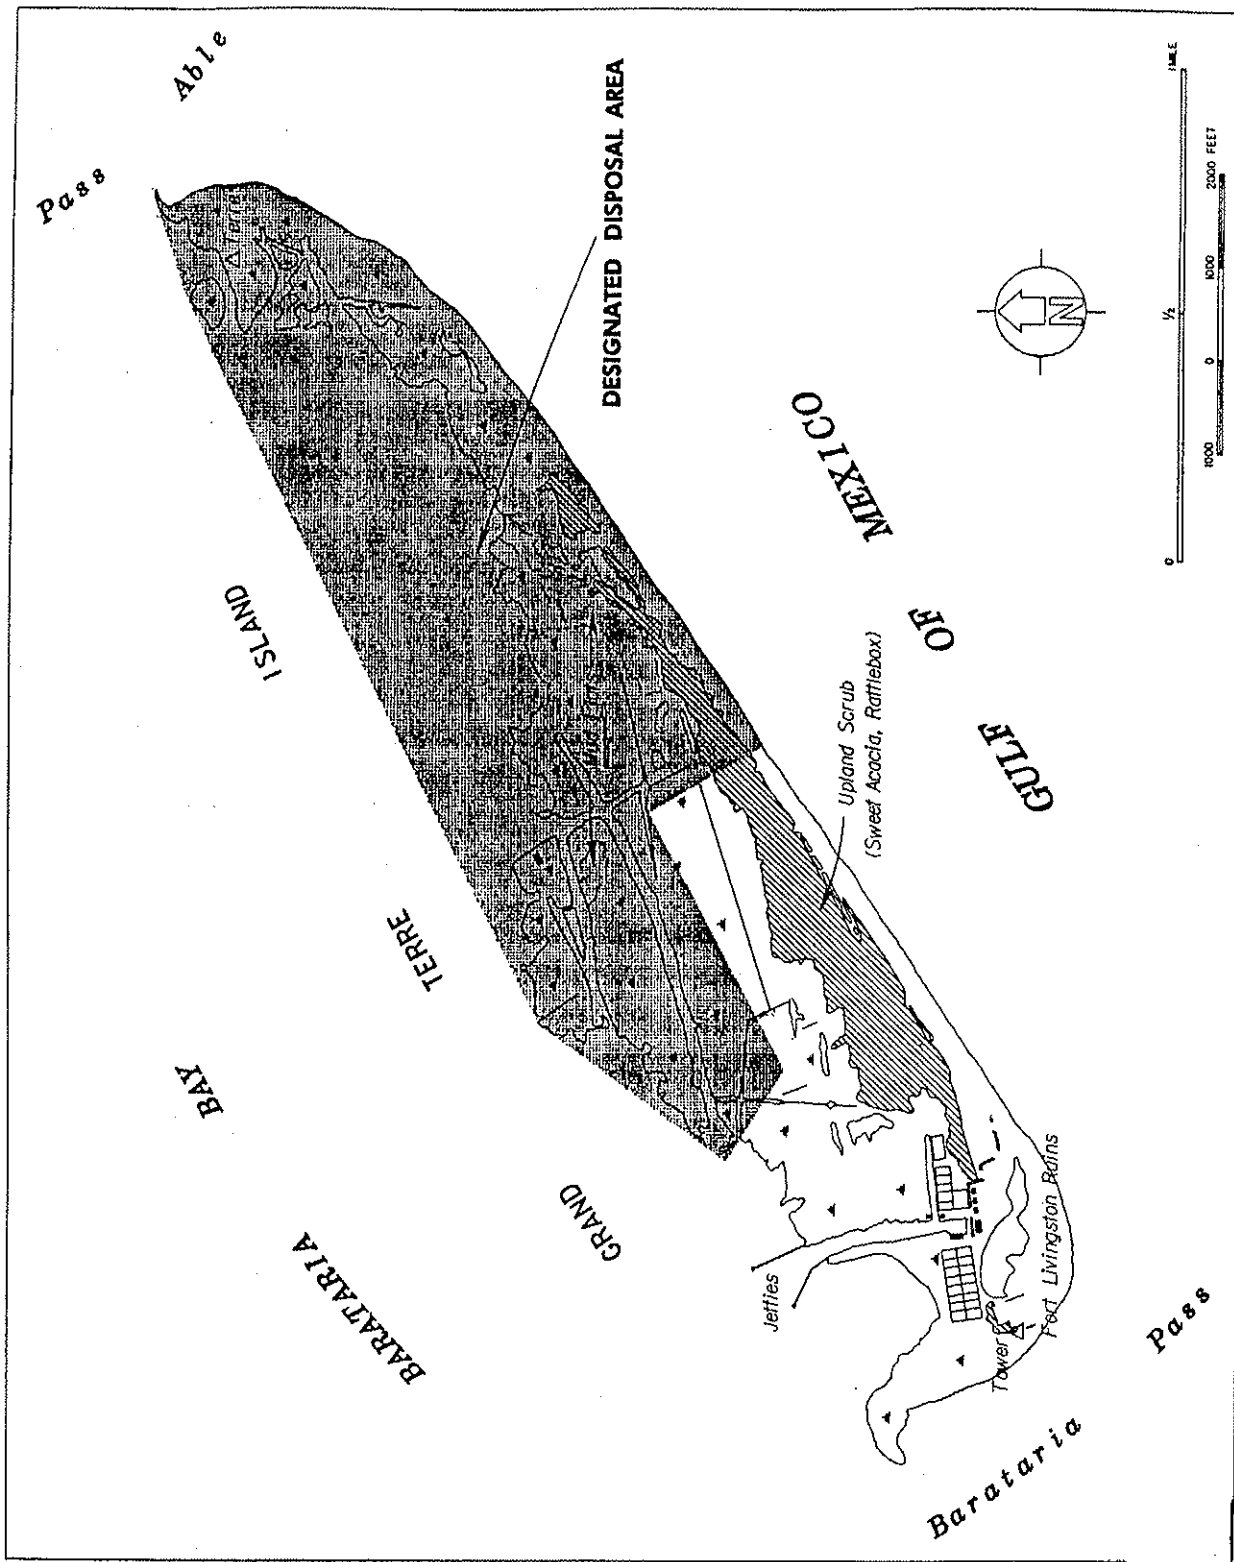 Pass
Able
DESIGNATED DISPOSAL AREA
Terre
ISLAND
TERRE
GRAND
BAY
BARATARIA
GULF
OF
MEXICO
Upland Scrub
(Sweet Acacia, Rattlebox)
Jetties
Tower
Fort Livingston Ruins
Barataria
Pass
N
0
1/2
1 MILE
1000
0
1000
2000 FEET